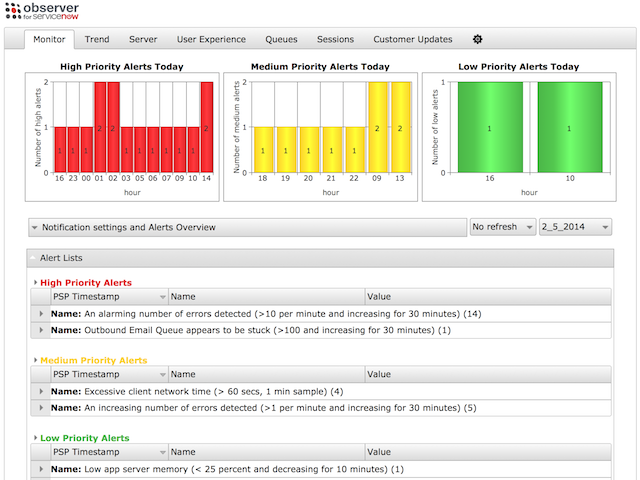 observer
for servicenow
Monitor Trend Server User Experience Queues Sessions Customer Updates
High Priority Alerts Today Medium Priority Alerts Today Low Priority Alerts Today
Number of high alerts
2
1
0
1 1 1 2 2 1 1 1 1 1 1 2
16 23 00 01 02 03 05 06 07 09 10 14
hour
Number of medium alerts
2
1
0
1 1 1 1 1 2 2
18 19 20 21 22 09 13
hour
Number of low alerts
1
0
1 1
16 10
hour
Notification settings and Alerts Overview No refresh 2_5_2014
Alert Lists
High Priority Alerts
PSP Timestamp Name Value
Name: An alarming number of errors detected (>10 per minute and increasing for 30 minutes) (14)
Name: Outbound Email Queue appears to be stuck (>100 and increasing for 30 minutes) (1)
Medium Priority Alerts
PSP Timestamp Name Value
Name: Excessive client network time (> 60 secs, 1 min sample) (4)
Name: An increasing number of errors detected (>1 per minute and increasing for 30 minutes) (5)
Low Priority Alerts
PSP Timestamp Name Value
Name: Low app server memory (< 25 percent and decreasing for 10 minutes) (1)